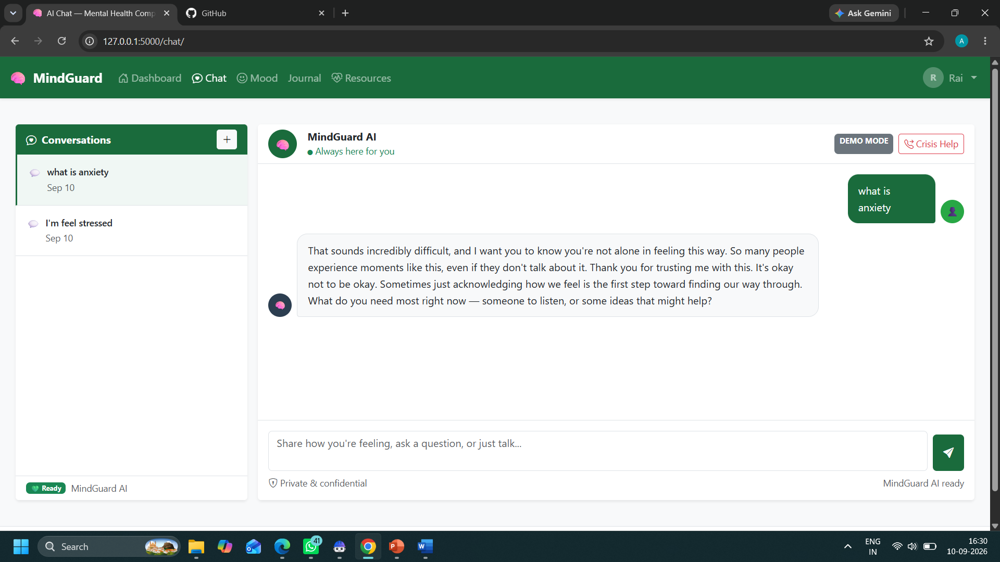 AI Chat — Mental Health Comp
GitHub
Ask Gemini
127.0.0.1:5000/chat/
A
MindGuard
Dashboard
Chat
Mood
Journal
Resources
R
Rai
Conversations
what is anxiety
Sep 10
I'm feel stressed
Sep 10
Ready
MindGuard AI
MindGuard AI
Always here for you
DEMO MODE
Crisis Help
what is
anxiety
That sounds incredibly difficult, and I want you to know you're not alone in feeling this way. So many people
experience moments like this, even if they don't talk about it. Thank you for trusting me with this. It's okay
not to be okay. Sometimes just acknowledging how we feel is the first step toward finding our way through.
What do you need most right now — someone to listen, or some ideas that might help?
Share how you're feeling, ask a question, or just talk...
Private & confidential
MindGuard AI ready
Search
41
ENG
IN
16:30
10-09-2026